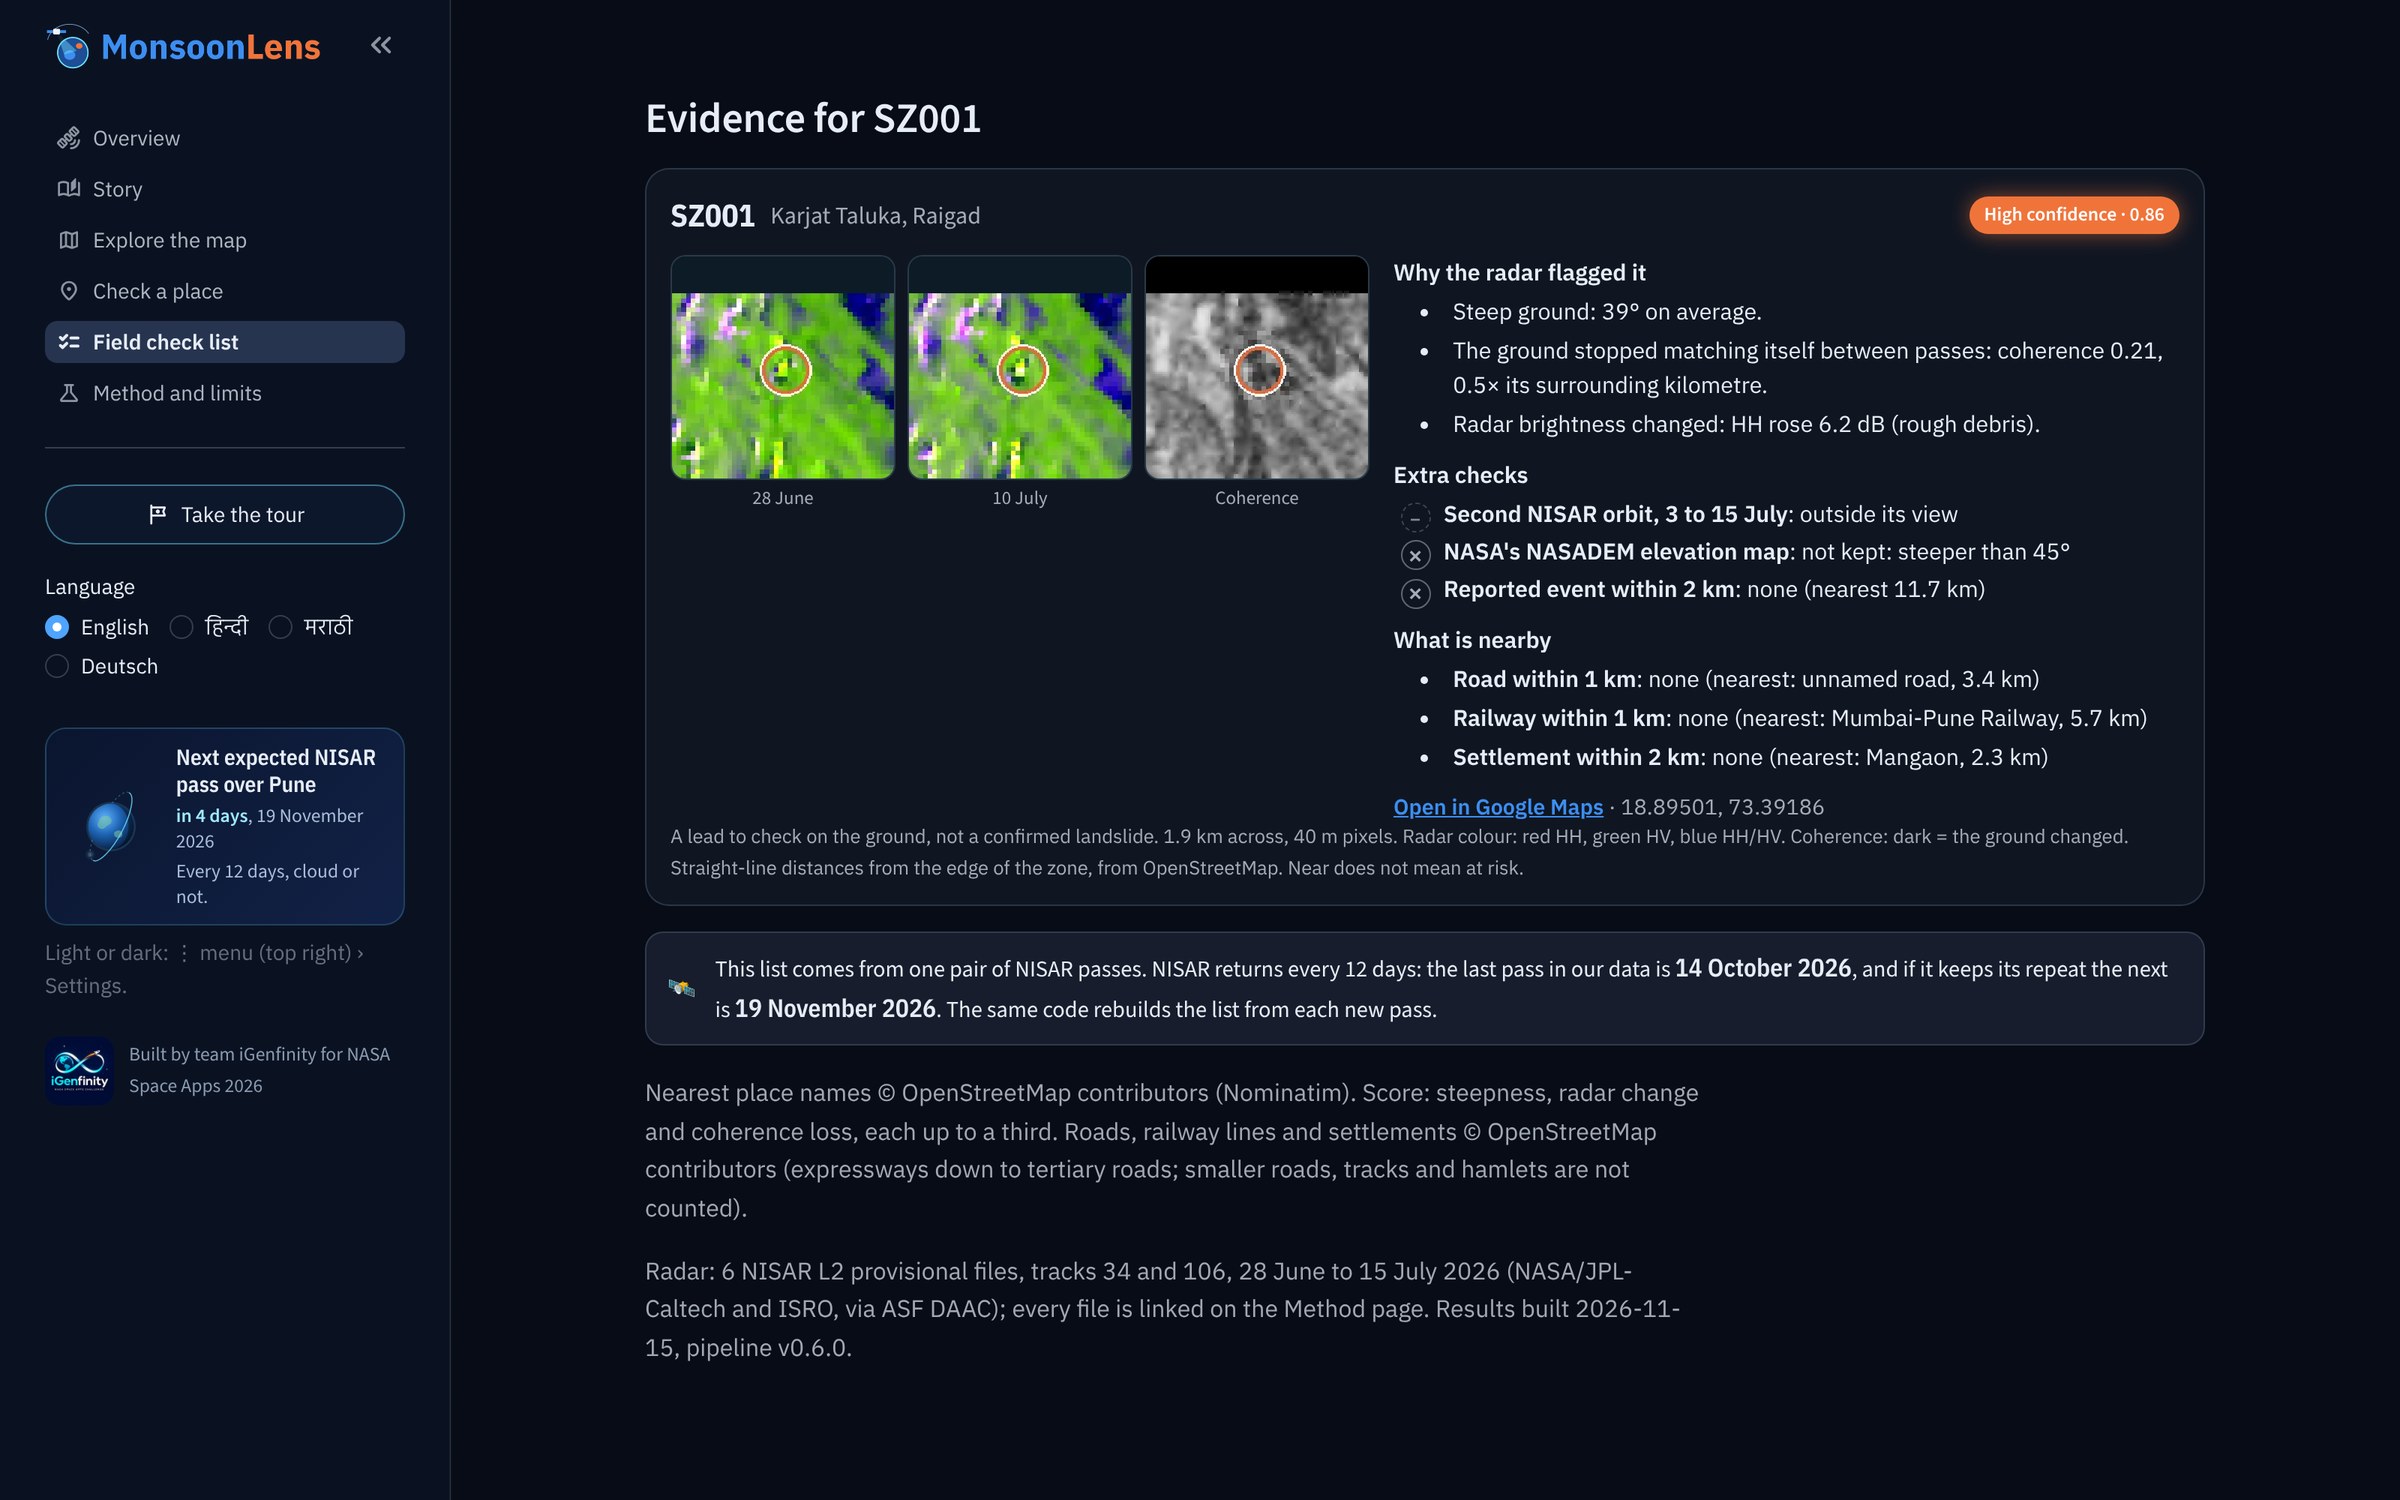 MonsoonLens
Overview
Story
Explore the map
Check a place
Field check list
Method and limits
Take the tour
Language
English
हिन्दी
मराठी
Deutsch
Next expected NISAR
pass over Pune
in 4 days, 19 November
2026
Every 12 days, cloud or
not.
Light or dark: ⋮ menu (top right) ›
Settings.
iGenfinity
Built by team iGenfinity for NASA
Space Apps 2026
Evidence for SZ001
SZ001 Karjat Taluka, Raigad
High confidence · 0.86
28 June
10 July
Coherence
Why the radar flagged it
• Steep ground: 39° on average.
• The ground stopped matching itself between passes: coherence 0.21,
0.5× its surrounding kilometre.
• Radar brightness changed: HH rose 6.2 dB (rough debris).
Extra checks
Second NISAR orbit, 3 to 15 July: outside its view
NASA's NASADEM elevation map: not kept: steeper than 45°
Reported event within 2 km: none (nearest 11.7 km)
What is nearby
• Road within 1 km: none (nearest: unnamed road, 3.4 km)
• Railway within 1 km: none (nearest: Mumbai-Pune Railway, 5.7 km)
• Settlement within 2 km: none (nearest: Mangaon, 2.3 km)
Open in Google Maps · 18.89501, 73.39186
A lead to check on the ground, not a confirmed landslide. 1.9 km across, 40 m pixels. Radar colour: red HH, green HV, blue HH/HV. Coherence: dark = the ground changed.
Straight-line distances from the edge of the zone, from OpenStreetMap. Near does not mean at risk.
This list comes from one pair of NISAR passes. NISAR returns every 12 days: the last pass in our data is 14 October 2026, and if it keeps its repeat the next
is 19 November 2026. The same code rebuilds the list from each new pass.
Nearest place names © OpenStreetMap contributors (Nominatim). Score: steepness, radar change
and coherence loss, each up to a third. Roads, railway lines and settlements © OpenStreetMap
contributors (expressways down to tertiary roads; smaller roads, tracks and hamlets are not
counted).
Radar: 6 NISAR L2 provisional files, tracks 34 and 106, 28 June to 15 July 2026 (NASA/JPL-
Caltech and ISRO, via ASF DAAC); every file is linked on the Method page. Results built 2026-11-
15, pipeline v0.6.0.